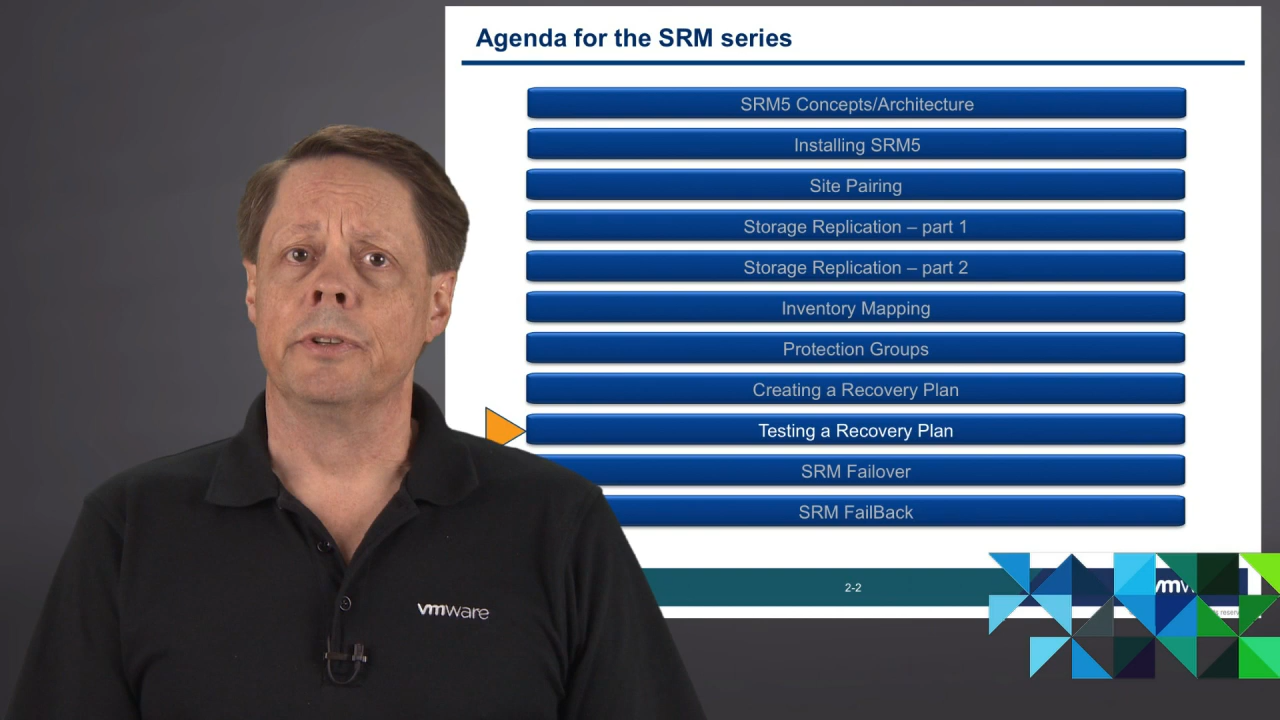 Agenda for the SRM series
SRM5 Concepts/Architecture
Installing SRM5
Site Pairing
Storage Replication – part 1
Storage Replication – part 2
Inventory Mapping
Protection Groups
Creating a Recovery Plan
Testing a Recovery Plan
SRM Failover
SRM FailBack
2-2
vmware